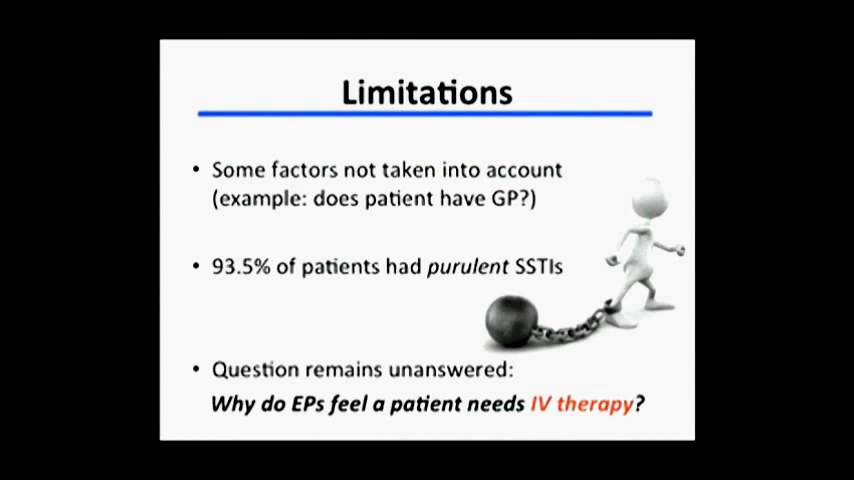 Limitations
• Some factors not taken into account
(example: does patient have GP?)
• 93.5% of patients had purulent SSTIs
• Question remains unanswered:
Why do EPs feel a patient needs IV therapy?